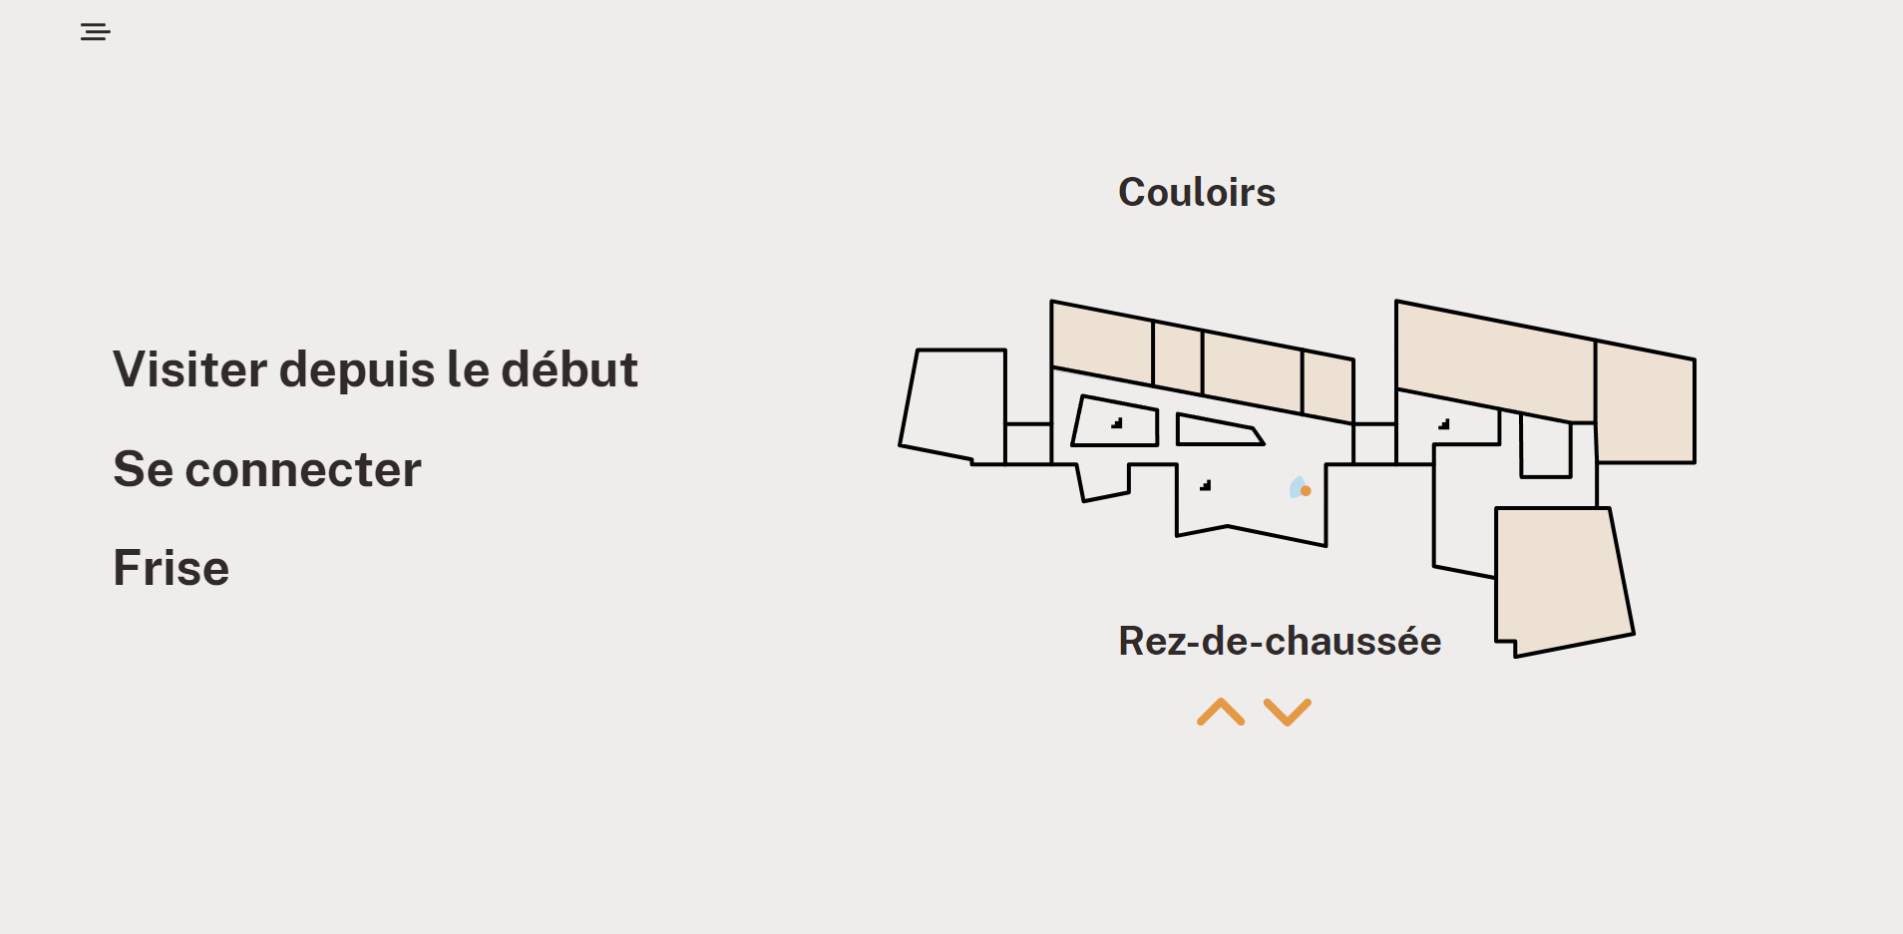 Visiter depuis le début
Se connecter
Frise
Couloirs
Rez-de-chaussée